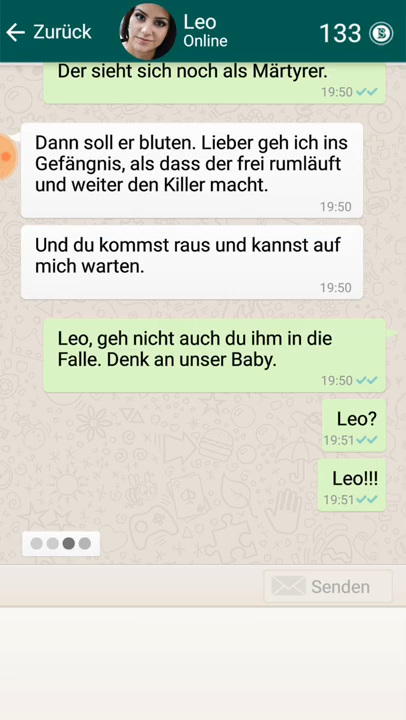 Zurück
Leo
Online
133
Der sieht sich noch als Märtyrer.
19:50
Dann soll er bluten. Lieber geh ich ins
Gefängnis, als dass der frei rumläuft
und weiter den Killer macht.
19:50
Und du kommst raus und kannst auf
mich warten.
19:50
Leo, geh nicht auch du ihm in die
Falle. Denk an unser Baby.
19:50
Leo?
19:51
Leo!!!
19:51
Senden